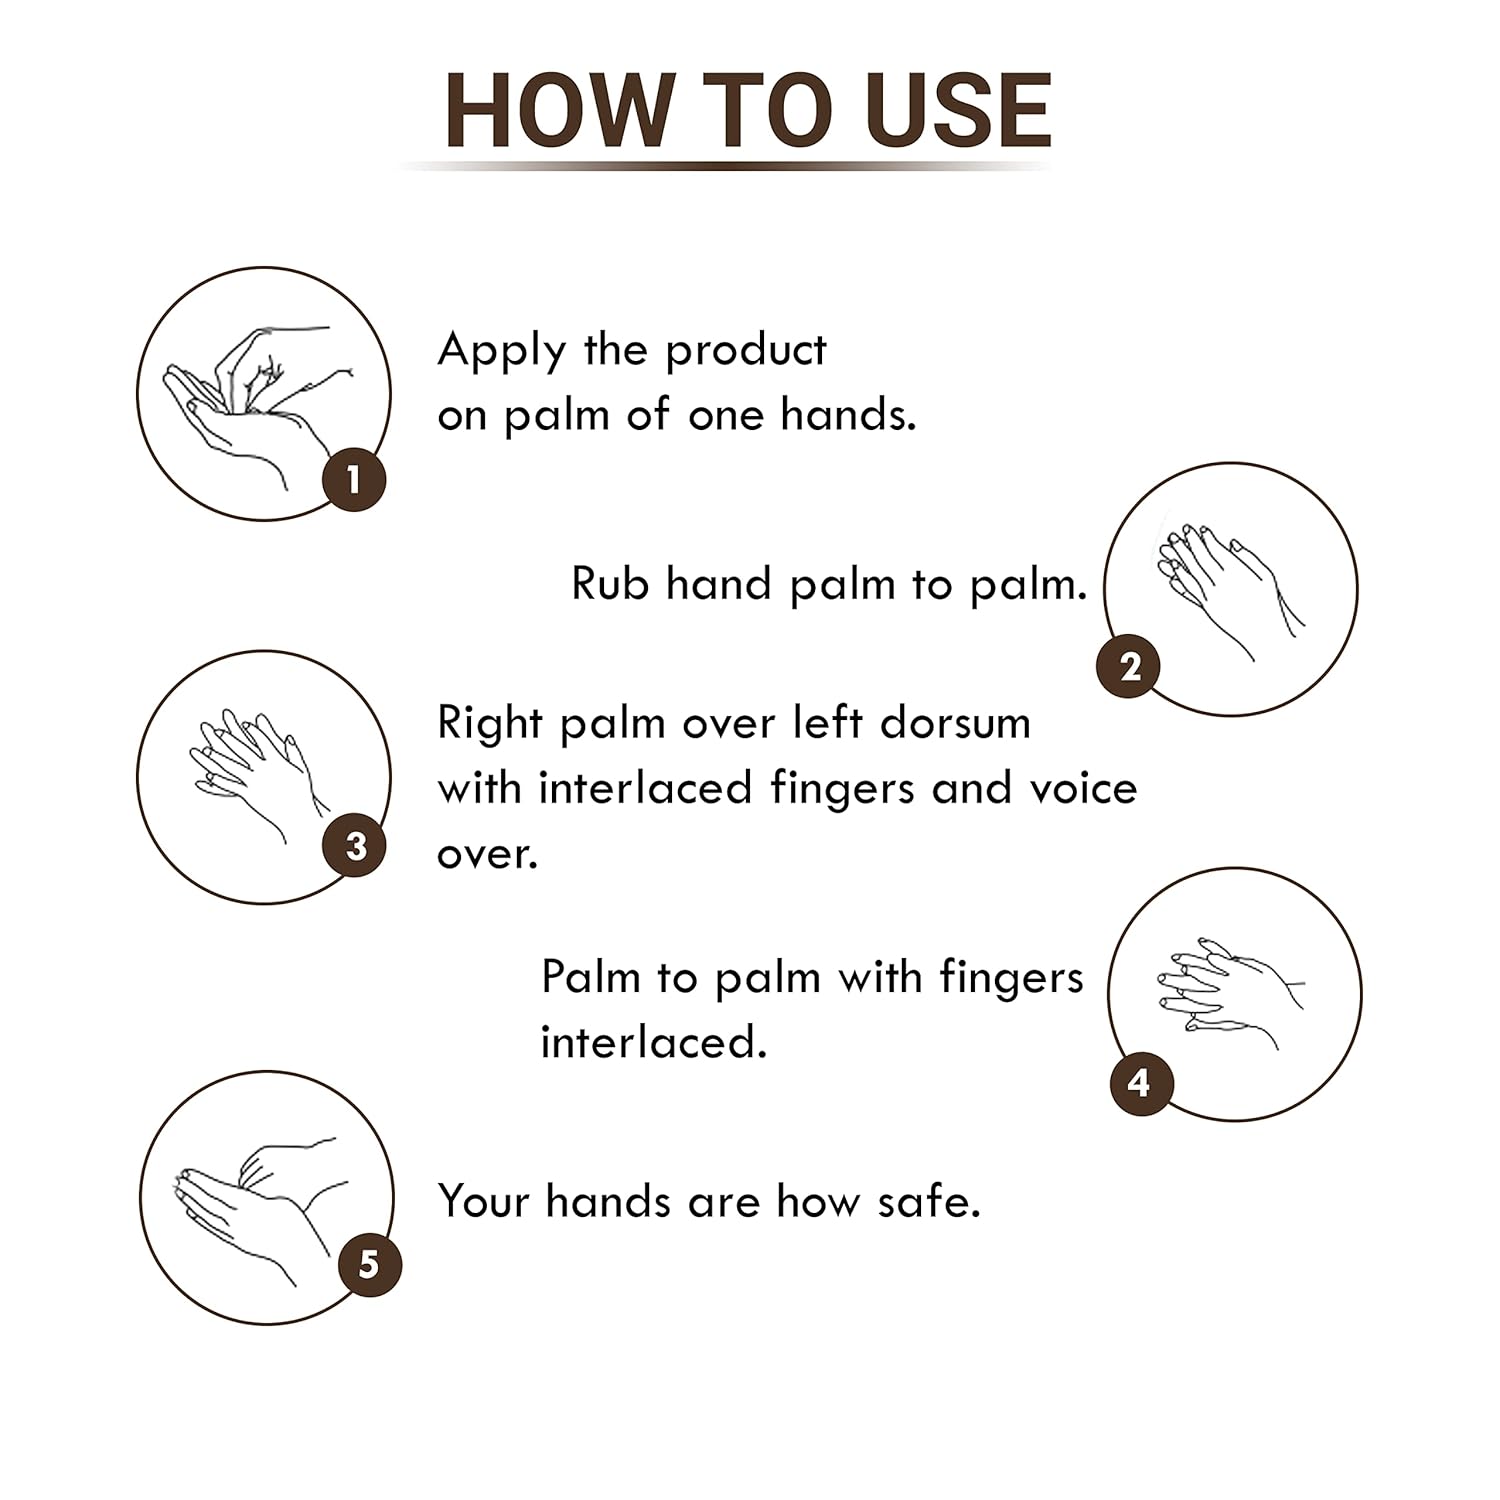 HOW TO USE
Apply the product
on palm of one hands.
1
Rub hand palm to palm.
2
Right palm over left dorsum
with interlaced fingers and voice
over.
3
Palm to palm with fingers
interlaced.
4
Your hands are how safe.
5